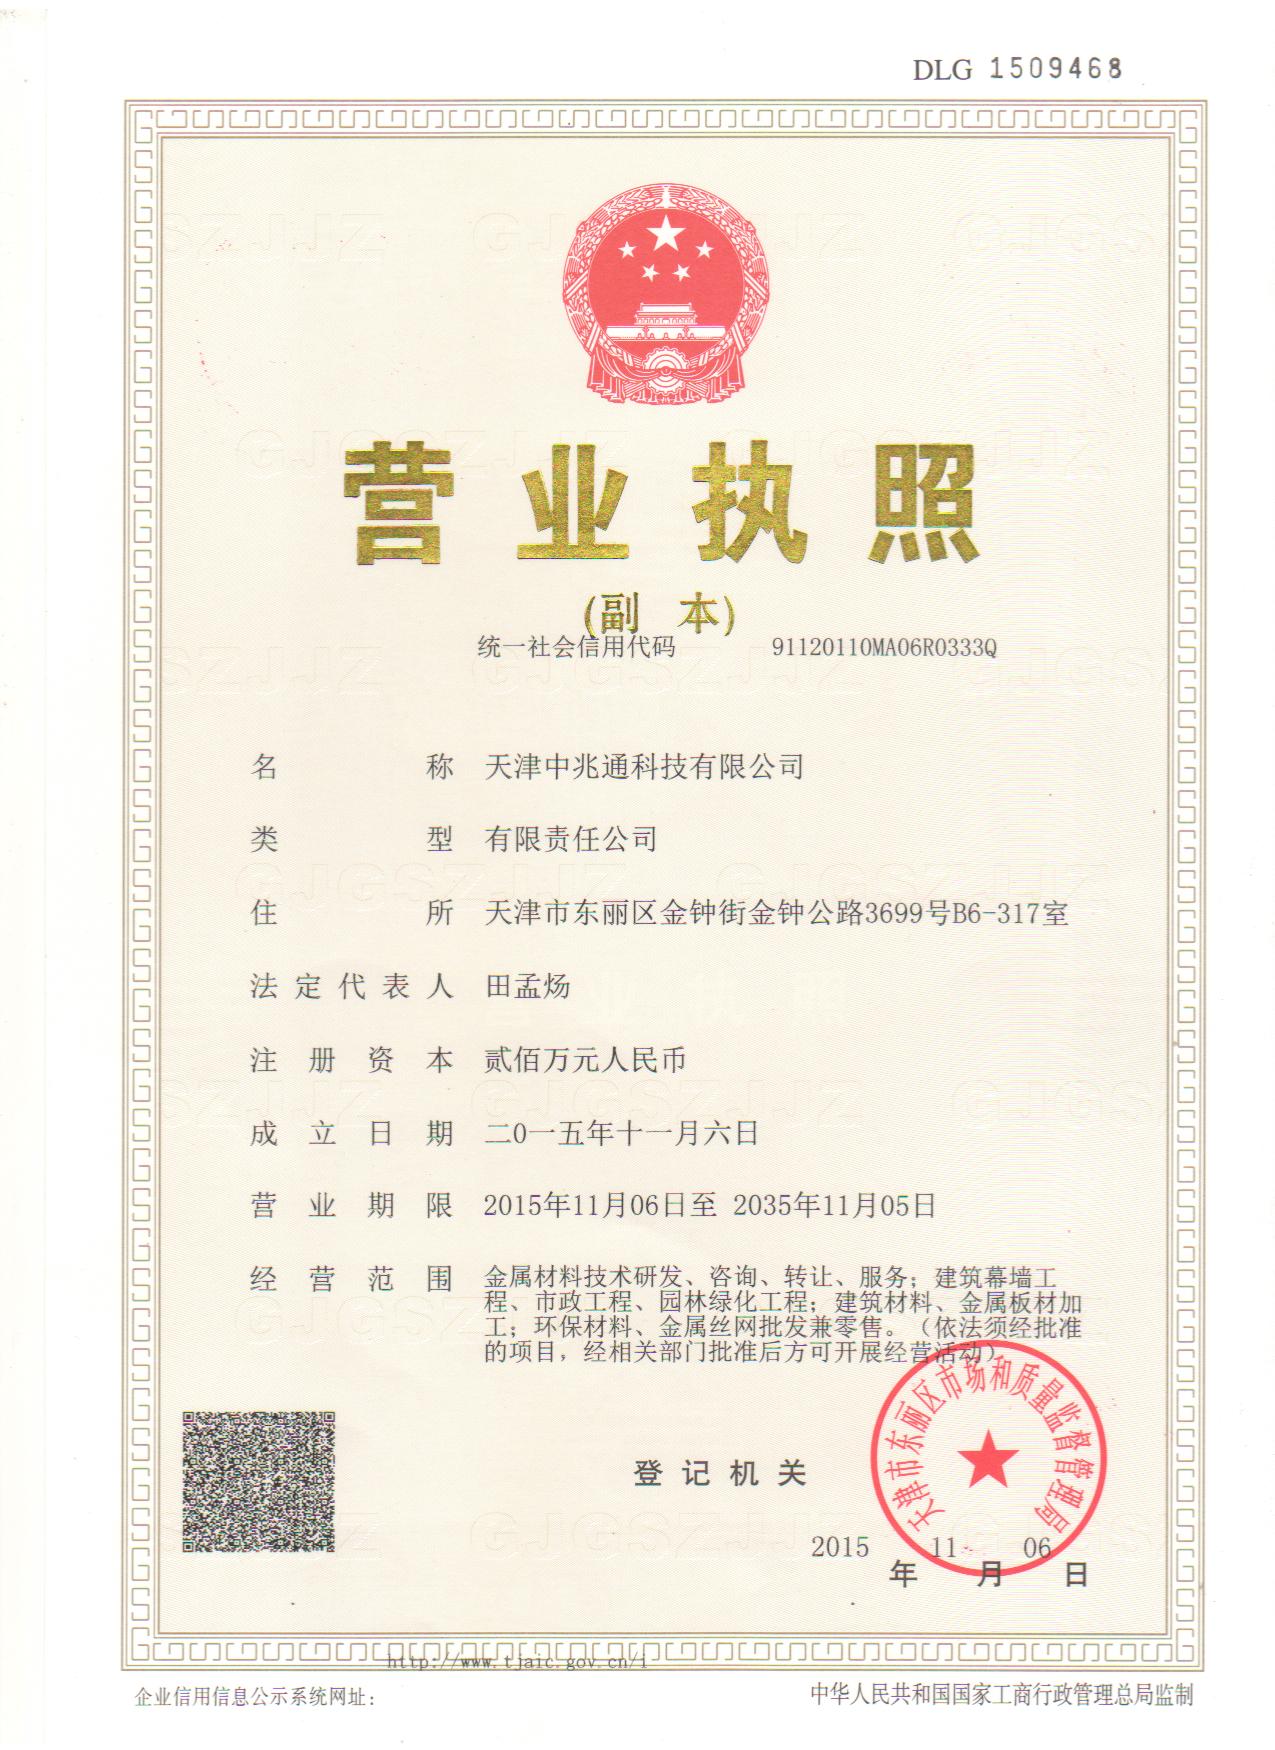 DLG 15094468
营业执照
(副 本)
统一社会信用代码 91120110MA06R0333Q
名称 天津中兆通科技有限公司
类型 有限责任公司
住所 天津市东丽区金钟街金钟公路3699号B6-317室
法定代表人 田孟炀
注册资本 贰佰万元人民币
成立日期 二0一五年十一月六日
营业期限 2015年11月06日至 2035年11月05日
经营范围 金属材料技术研发、咨询、转让、服务；建筑幕墙工
程、市政工程、园林绿化工程；建筑材料、金属板材加
工；环保材料、金属丝网批发兼零售。（依法须经批准
的项目，经相关部门批准后方可开展经营活动）
登记机关
天津市东丽区市场和质量监督管理局
2015 年 11 月 06 日
http://www.tjaic.gov.cn/
企业信用信息公示系统网址：
中华人民共和国国家工商行政管理总局监制